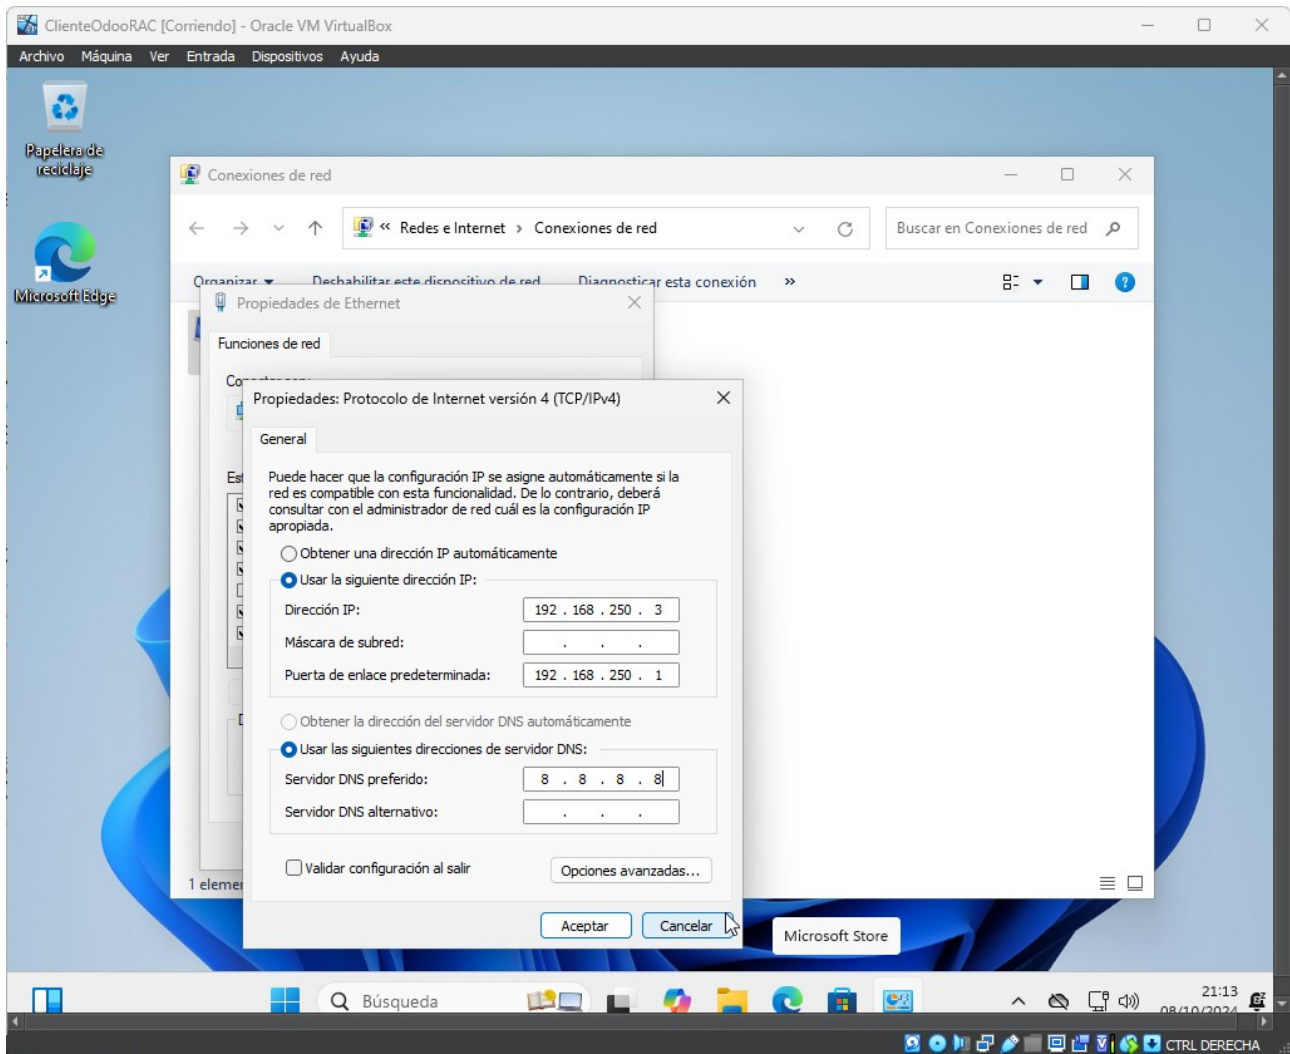 ClienteOdooRAC [Corriendo] - Oracle VM VirtualBox
Archivo Máquina Ver Entrada Dispositivos Ayuda
Papelera de
reciclaje
Microsoft Edge
Conexiones de red
« Redes e Internet › Conexiones de red
Buscar en Conexiones de red
Organizar Deshabilitar este dispositivo de red Diagnosticar esta conexión »
Propiedades de Ethernet
Funciones de red
Propiedades: Protocolo de Internet versión 4 (TCP/IPv4)
General
Puede hacer que la configuración IP se asigne automáticamente si la
red es compatible con esta funcionalidad. De lo contrario, deberá
consultar con el administrador de red cuál es la configuración IP
apropiada.
Obtener una dirección IP automáticamente
Usar la siguiente dirección IP:
Dirección IP: 192 . 168 . 250 . 3
Máscara de subred: . . .
Puerta de enlace predeterminada: 192 . 168 . 250 . 1
Obtener la dirección del servidor DNS automáticamente
Usar las siguientes direcciones de servidor DNS:
Servidor DNS preferido: 8 . 8 . 8 . 8
Servidor DNS alternativo: . . .
Validar configuración al salir
Opciones avanzadas...
1 eleme
Aceptar Cancelar
Microsoft Store
Búsqueda
21:13
08/10/2024
CTRL DERECHA